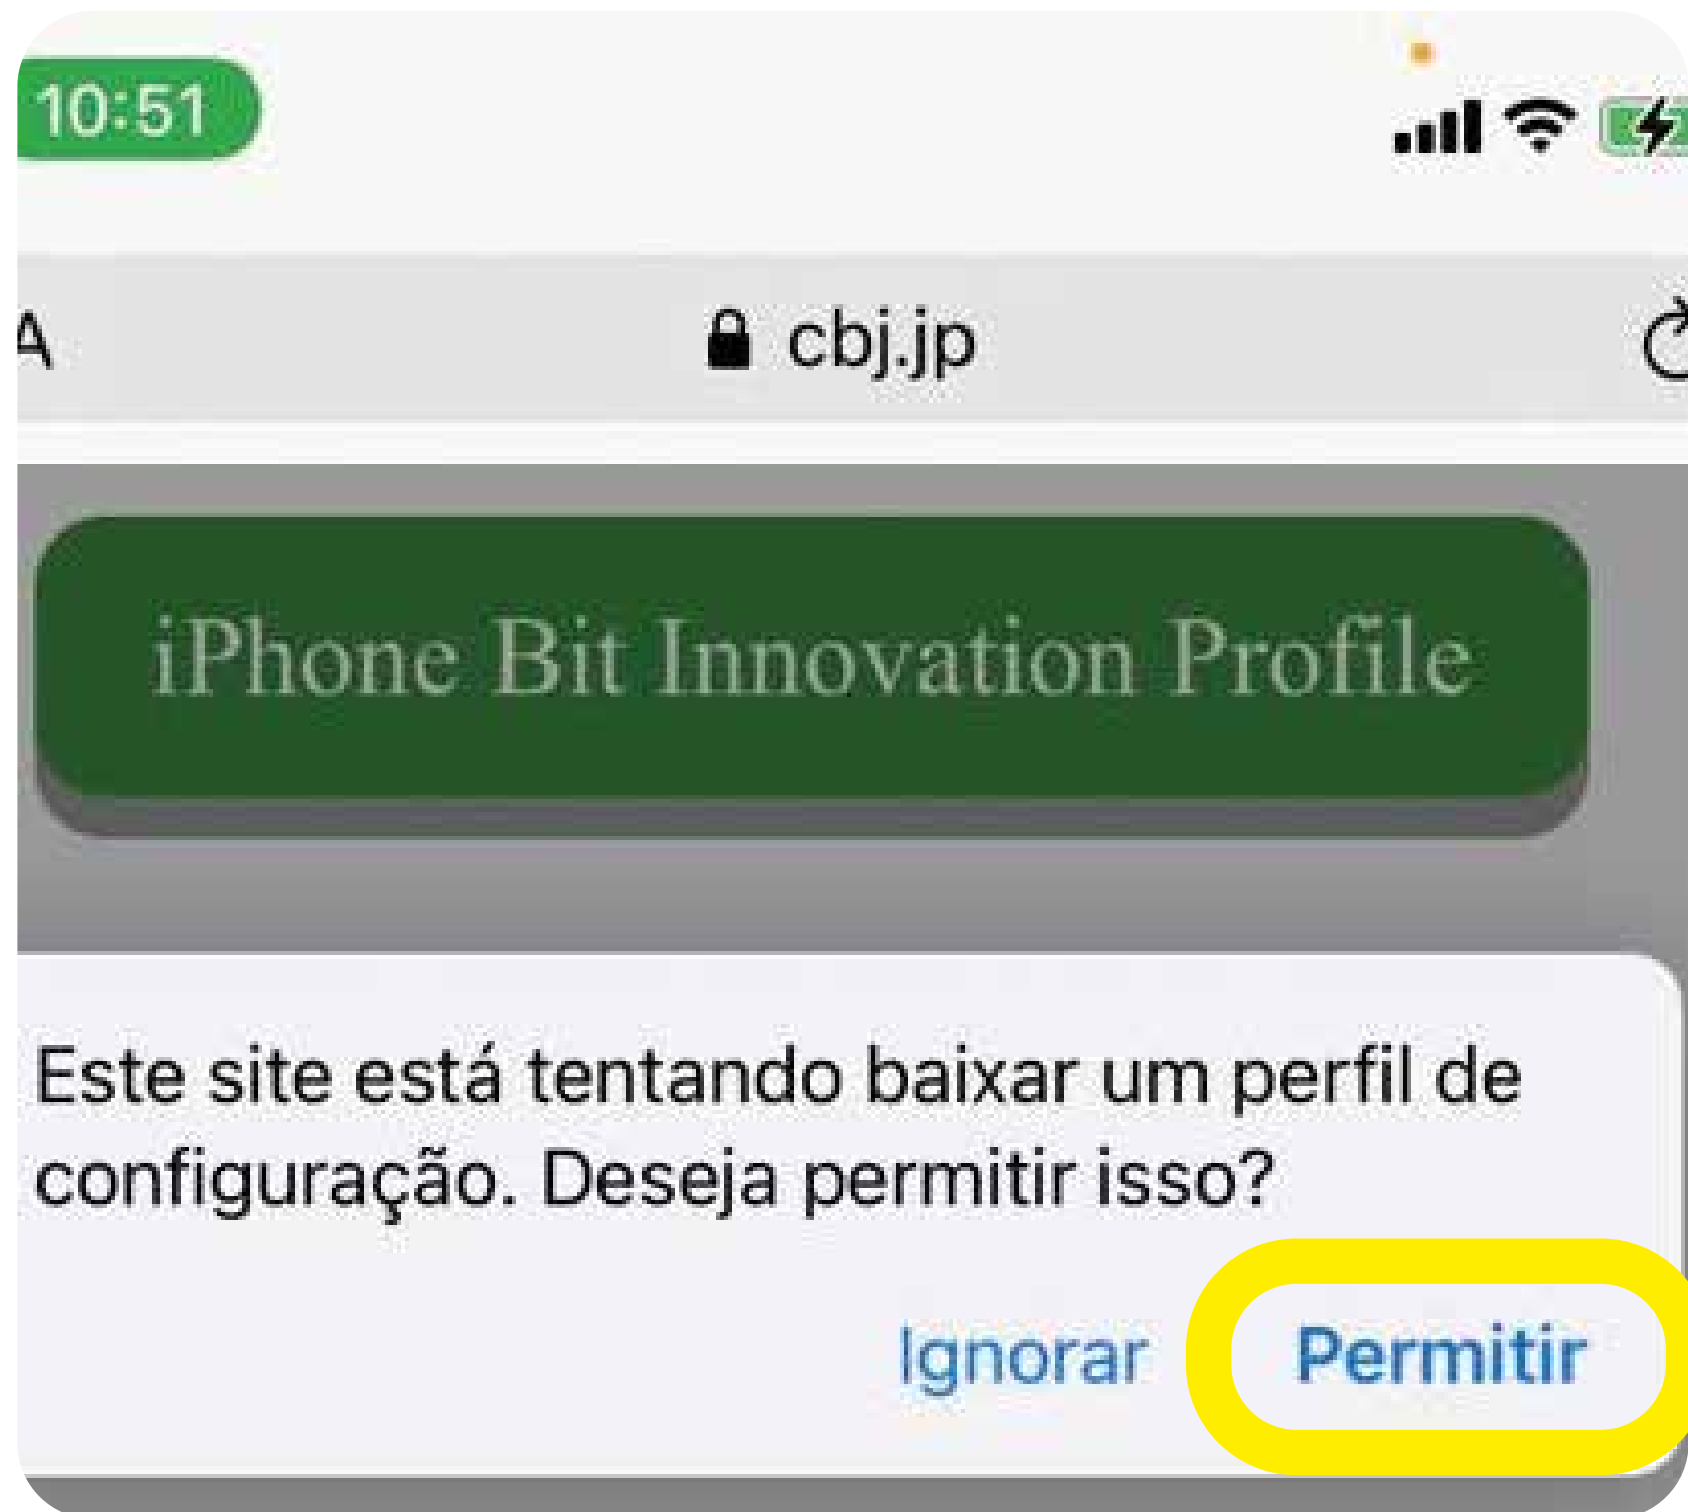 10:51
A
cbj.jp
iPhone Bit Innovation Profile
Este site está tentando baixar um perfil de
configuração. Deseja permitir isso?
Ignorar
Permitir